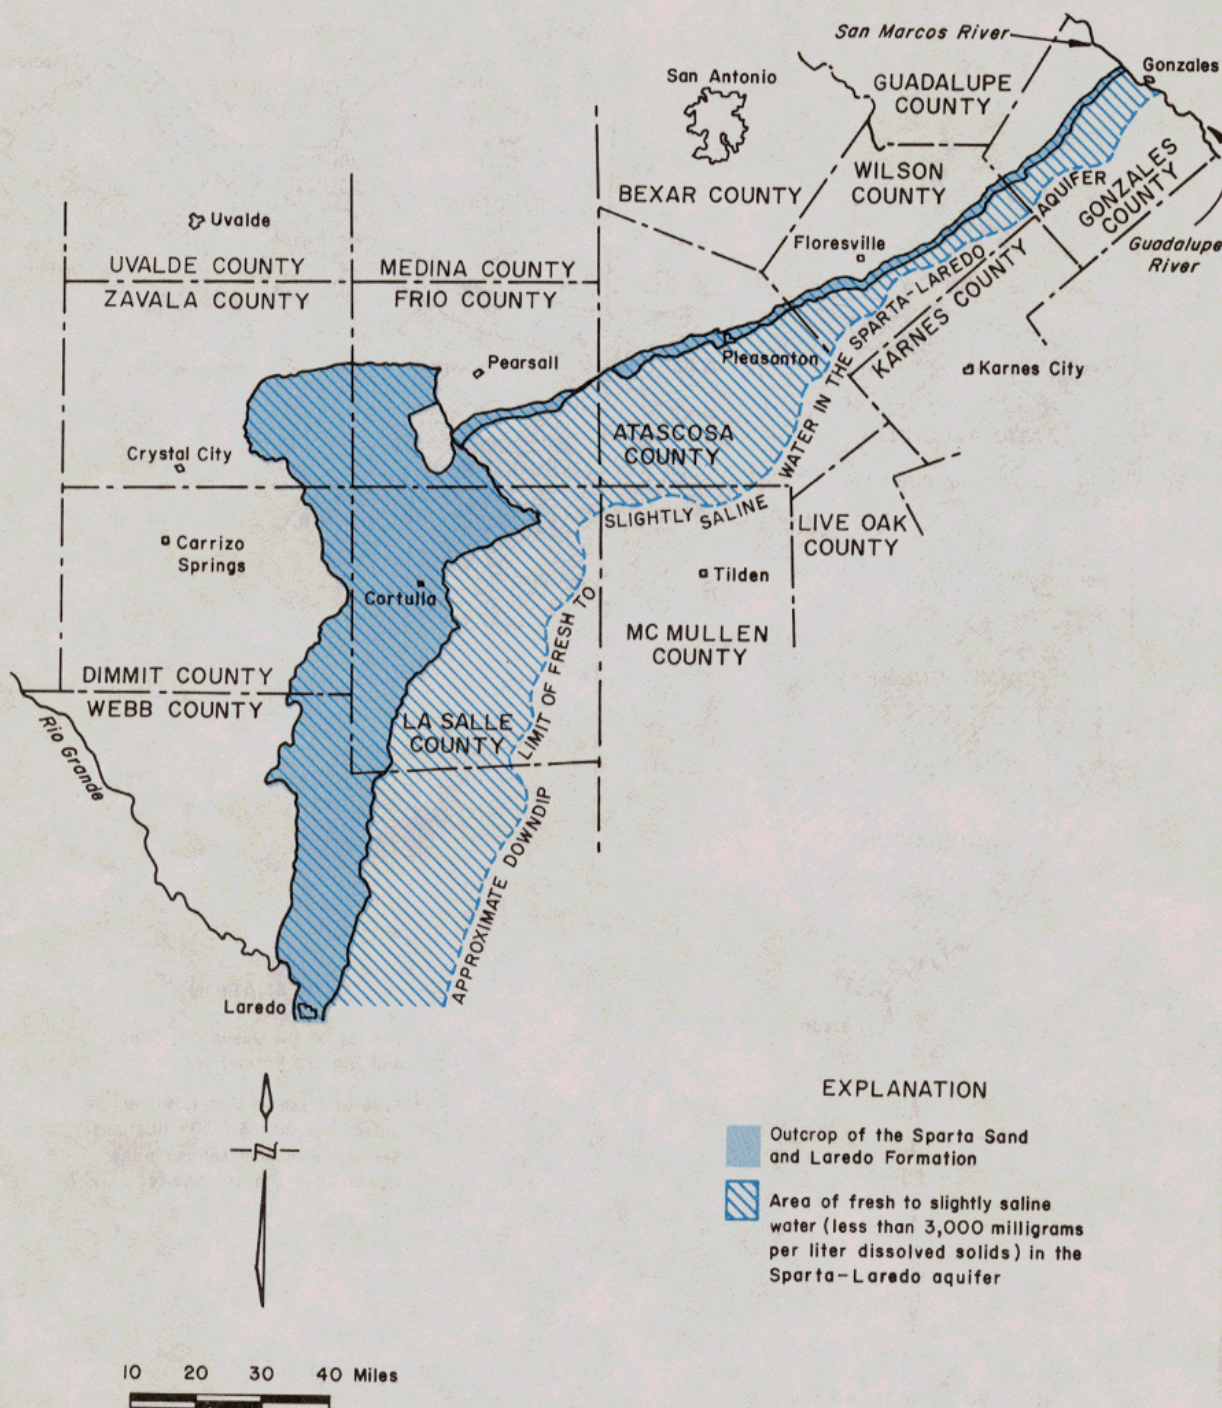 San Marcos River
Gonzales
San Antonio
GUADALUPE
COUNTY
WILSON
COUNTY
BEXAR COUNTY
GONZALES
COUNTY
Guadalupe
River
Uvalde
Floresville
UVALDE COUNTY
MEDINA COUNTY
ZAVALA COUNTY
FRIO COUNTY
KARNES COUNTY
Pearsall
Pleasanton
Karnes City
ATASCOSA
COUNTY
Crystal City
Carrizo
Springs
LIVE OAK
COUNTY
Tilden
Cortulla
MC MULLEN
COUNTY
DIMMIT COUNTY
WEBB COUNTY
LA SALLE
COUNTY
Rio Grande
APPROXIMATE DOWNDIP LIMIT OF FRESH TO SLIGHTLY SALINE WATER IN THE SPARTA-LAREDO AQUIFER
Laredo
N
EXPLANATION
Outcrop of the Sparta Sand
and Laredo Formation
Area of fresh to slightly saline
water (less than 3,000 milligrams
per liter dissolved solids) in the
Sparta-Laredo aquifer
10 20 30 40 Miles